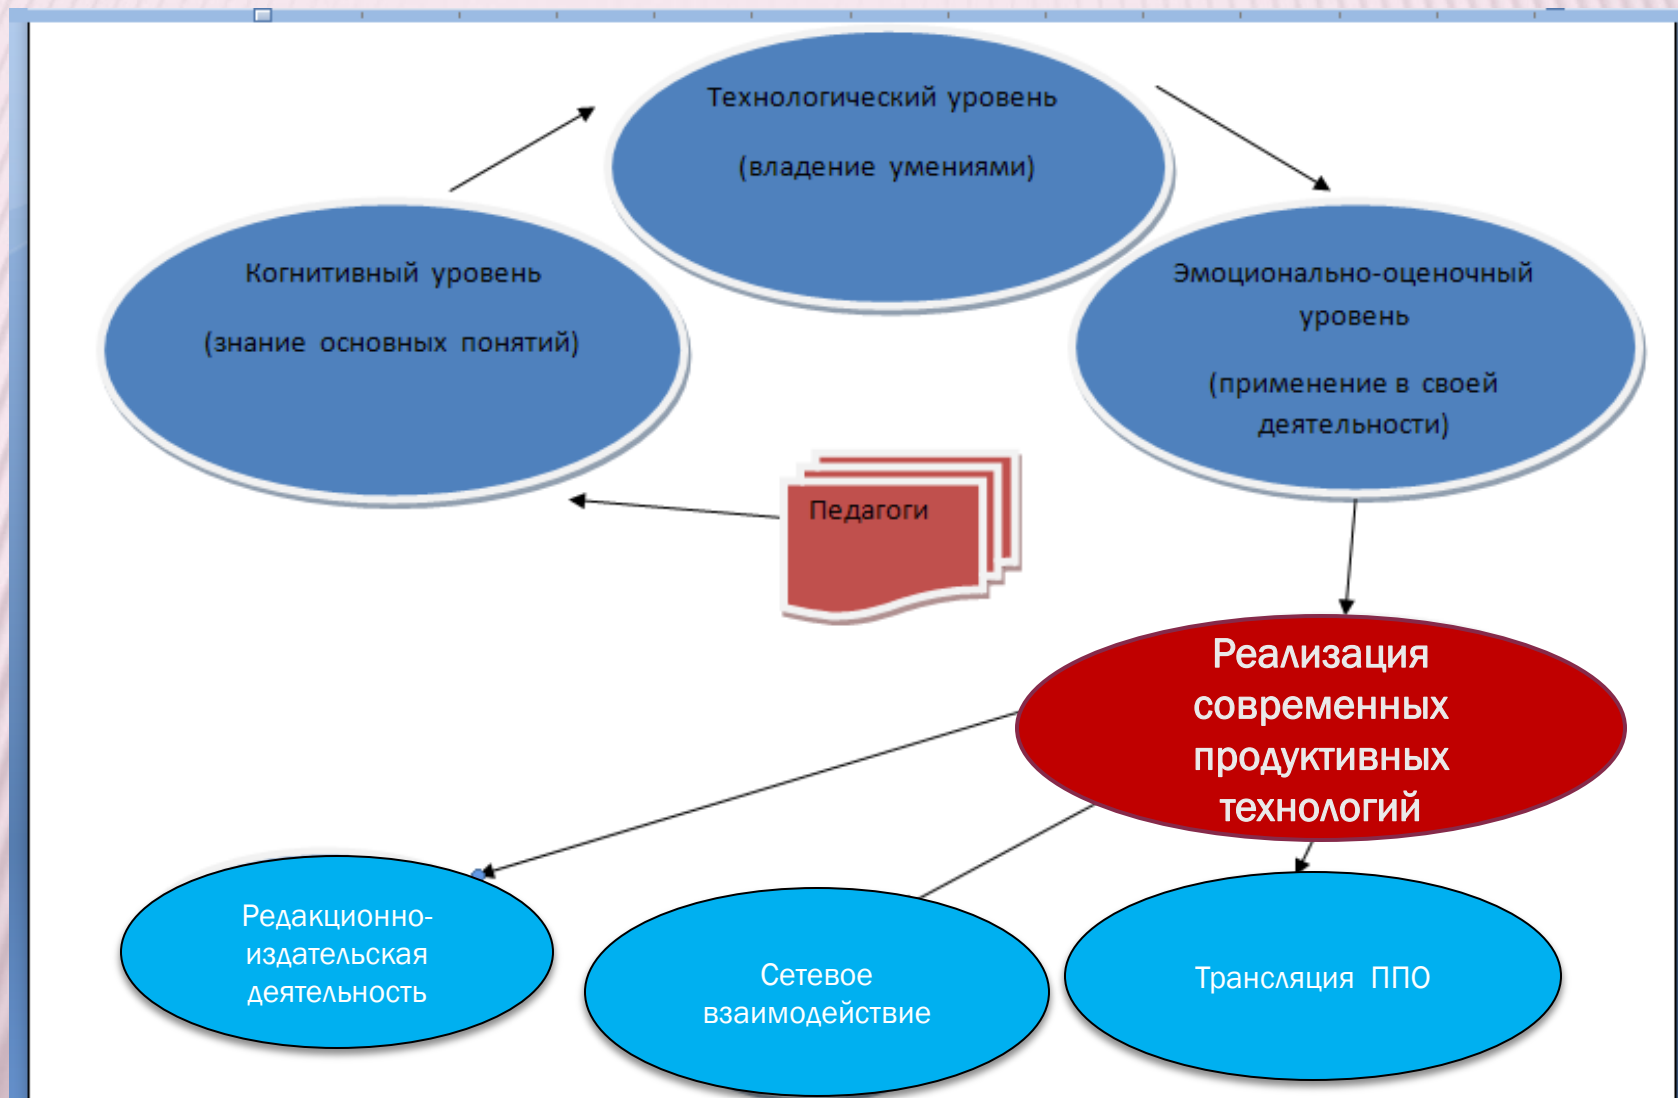 Технологический уровень
(владение умениями)
Когнитивный уровень
(знание основных понятий)
Эмоционально-оценочный
уровень
(применение в своей
деятельности)
Педагоги
Реализация
современных
продуктивных
технологий
Редакционно-
издательская
деятельность
Сетевое
взаимодействие
Трансляция ППО